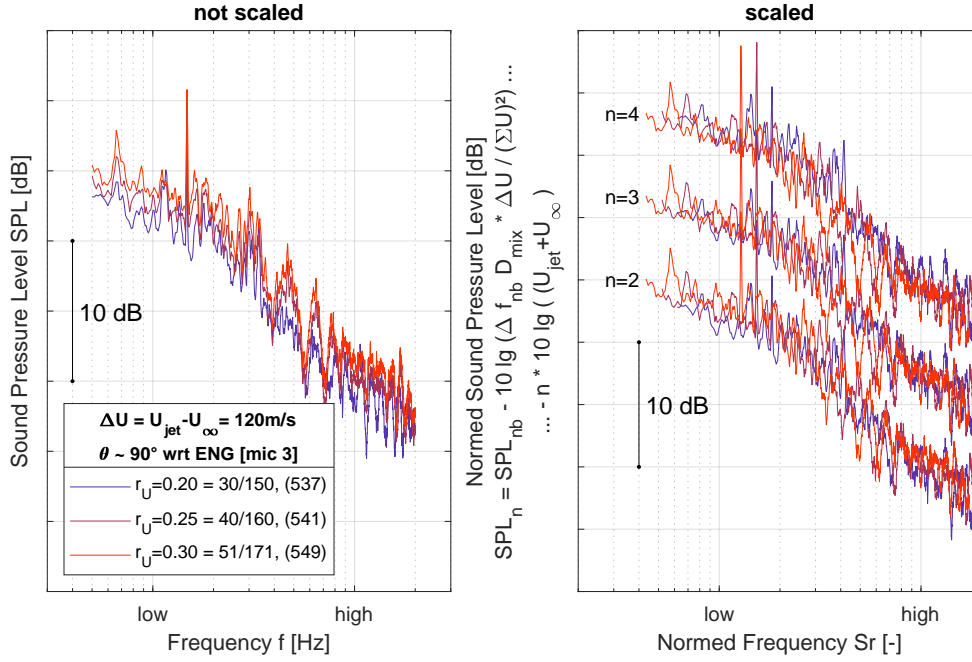 not scaled
Sound Pressure Level SPL [dB]
10 dB
ΔU = U_jet-U_∞= 120m/s
θ ~ 90° wrt ENG [mic 3]
r_U=0.20 = 30/150, (537)
r_U=0.25 = 40/160, (541)
r_U=0.30 = 51/171, (549)
low
high
Frequency f [Hz]
scaled
Normed Sound Pressure Level [dB]
SPL_n = SPL_nb - 10 lg (Δ f_nb D_mix * ΔU / (ΣU)²) ...
... - n * 10 lg ( (U_jet+U_∞)
n=4
n=3
n=2
10 dB
low
high
Normed Frequency Sr [-]